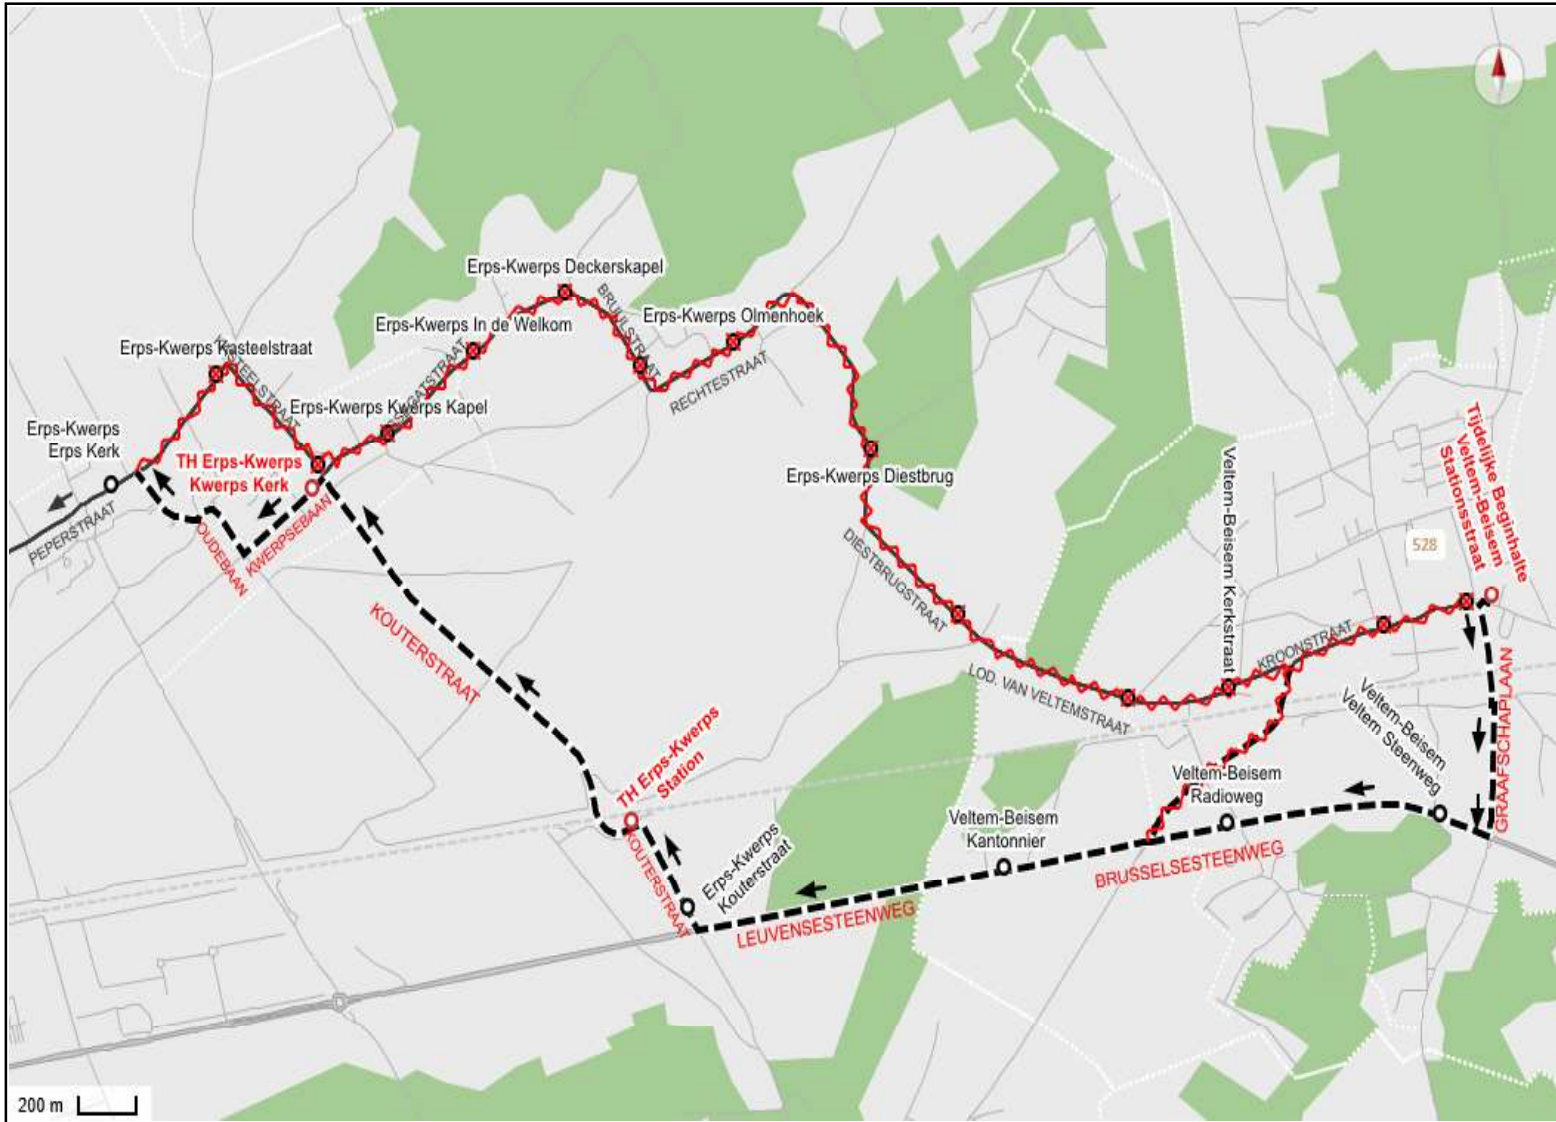 Erps-Kwerps Deckerskapel
BRUULSTRAAT
Erps-Kwerps Olmenhoek
Erps-Kwerps In de Welkom
Erps-Kwerps Kasteelstraat
KASTEELSTRAAT
RECHTESTRAAT
Erps-Kwerps Kwerps Kapel
Erps-Kwerps
Erps Kerk
TH Erps-Kwerps
Kwerps Kerk
Erps-Kwerps Diestbrug
PEPERSTRAAT
OUDEBAAN
KWERPSEBAAN
KOUTERSTRAAT
DIESTBRUGSTRAAT
LOD. VAN VELTEMSTRAAT
Veltem-Beisem Kerkstraat
KROONSTRAAT
528
Tijdelijke Beginhalte
Veltem-Beisem
Stationsstraat
GRAAFSCHAPLAAN
Veltem-Beisem
Veltem Steenweg
Veltem-Beisem
Radioweg
Veltem-Beisem
Kantonnier
BRUSSELSESTEENWEG
TH Erps-Kwerps
Station
KOUTERSTRAAT
Erps-Kwerps
Kouterstraat
LEUVENSESTEENWEG
200 m